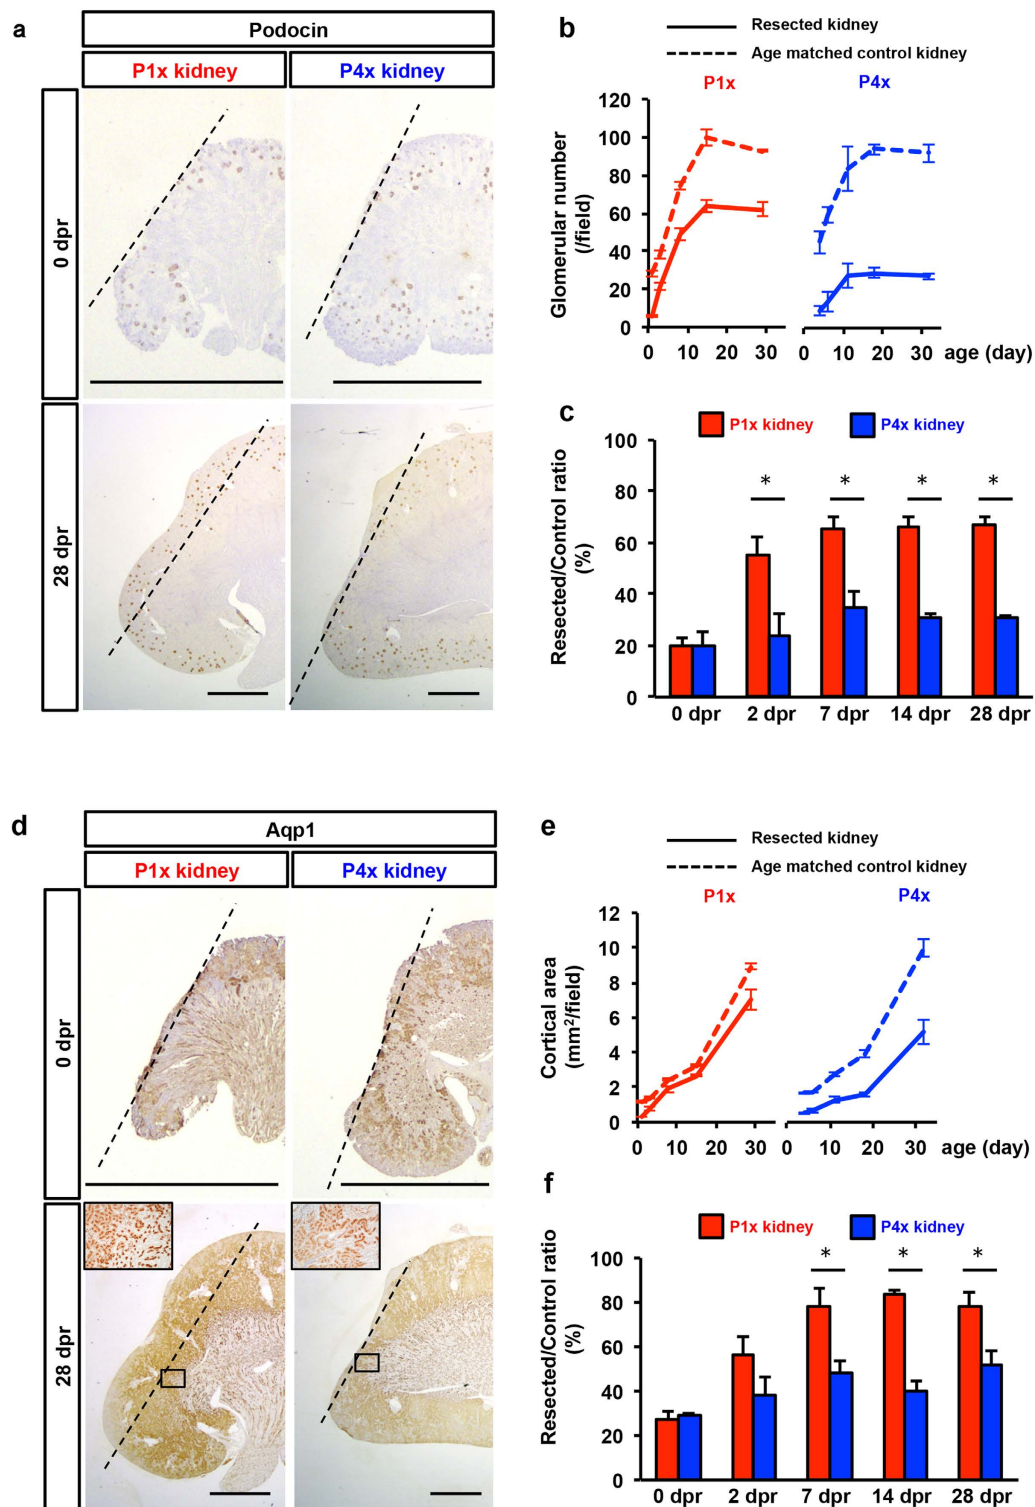 a
Podocin
P1x kidney
P4x kidney
0 dpr
28 dpr
b
Resected kidney
Age matched control kidney
P1x
P4x
Glomerular number
(/field)
120
100
80
60
40
20
0
0 10 20 30
0 10 20 30
age (day)
c
P1x kidney
P4x kidney
Resected/Control ratio
(%)
100
80
60
40
20
0
* * * *
0 dpr 2 dpr 7 dpr 14 dpr 28 dpr
d
Aqp1
P1x kidney
P4x kidney
0 dpr
28 dpr
e
Resected kidney
Age matched control kidney
P1x
P4x
Cortical area
(mm²/field)
12
10
8
6
4
2
0
0 10 20 30
0 10 20 30
age (day)
f
P1x kidney
P4x kidney
Resected/Control ratio
(%)
100
80
60
40
20
0
* * *
0 dpr 2 dpr 7 dpr 14 dpr 28 dpr